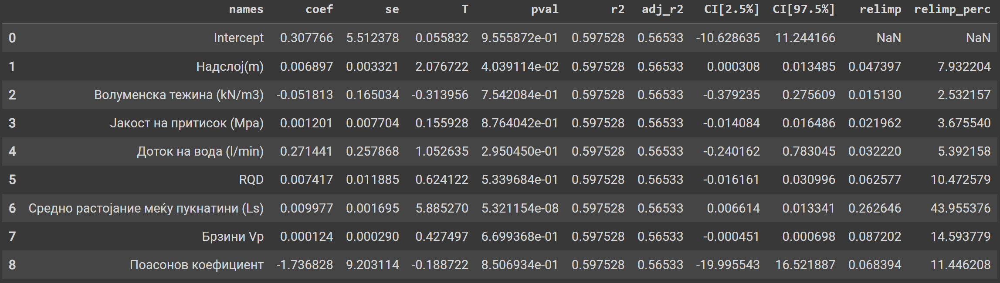 names coef se T pval r2 adj_r2 CI[2.5%] CI[97.5%] relimp relimp_perc
0 Intercept 0.307766 5.512378 0.055832 9.555872e-01 0.597528 0.56533 -10.628635 11.244166 NaN NaN
1 Надслој(m) 0.006897 0.003321 2.076722 4.039114e-02 0.597528 0.56533 0.000308 0.013485 0.047397 7.932204
2 Волуменска тежина (kN/m3) -0.051813 0.165034 -0.313956 7.542084e-01 0.597528 0.56533 -0.379235 0.275609 0.015130 2.532157
3 Јакост на притисок (Mpa) 0.001201 0.007704 0.155928 8.764042e-01 0.597528 0.56533 -0.014084 0.016486 0.021962 3.675540
4 Доток на вода (l/min) 0.271441 0.257868 1.052635 2.950450e-01 0.597528 0.56533 -0.240162 0.783045 0.032220 5.392158
5 RQD 0.007417 0.011885 0.624122 5.339684e-01 0.597528 0.56533 -0.016161 0.030996 0.062577 10.472579
6 Средно растојание меѓу пукнатини (Ls) 0.009977 0.001695 5.885270 5.321154e-08 0.597528 0.56533 0.006614 0.013341 0.262646 43.955376
7 Брзини Vp 0.000124 0.000290 0.427497 6.699368e-01 0.597528 0.56533 -0.000451 0.000698 0.087202 14.593779
8 Поасонов коефициент -1.736828 9.203114 -0.188722 8.506934e-01 0.597528 0.56533 -19.995543 16.521887 0.068394 11.446208